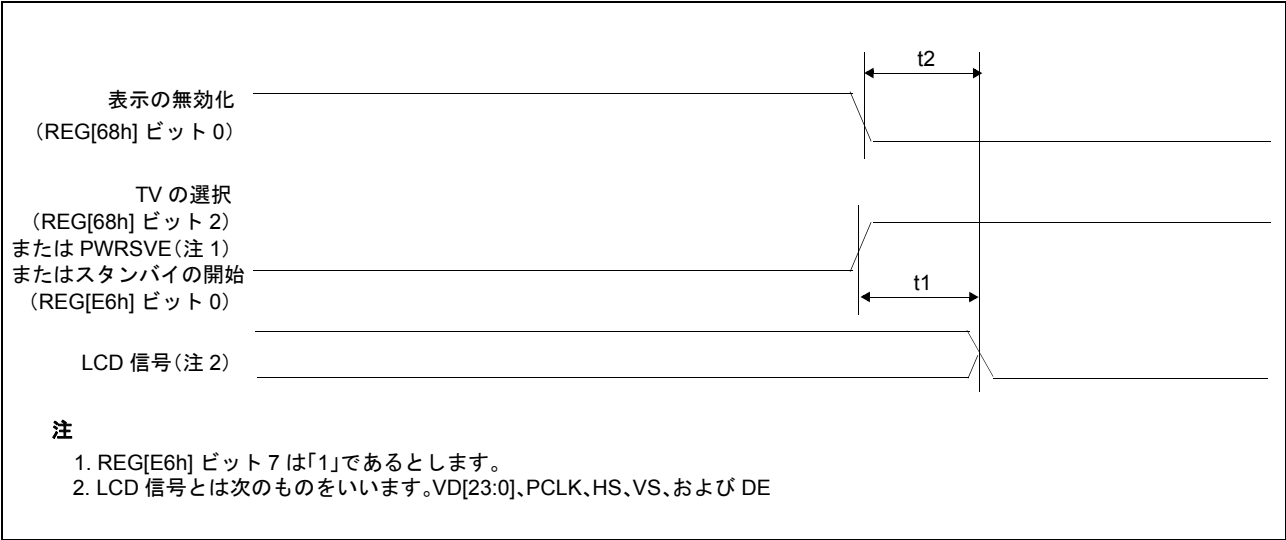 t2
表示の無効化
（REG[68h] ビット 0）
TV の選択
（REG[68h] ビット 2）
または PWRSVE（注 1）
またはスタンバイの開始
（REG[E6h] ビット 0）
t1
LCD 信号（注 2）
注
1. REG[E6h] ビット 7 は「1」であるとします。
2. LCD 信号とは次のものをいいます。VD[23:0]、PCLK、HS、VS、および DE